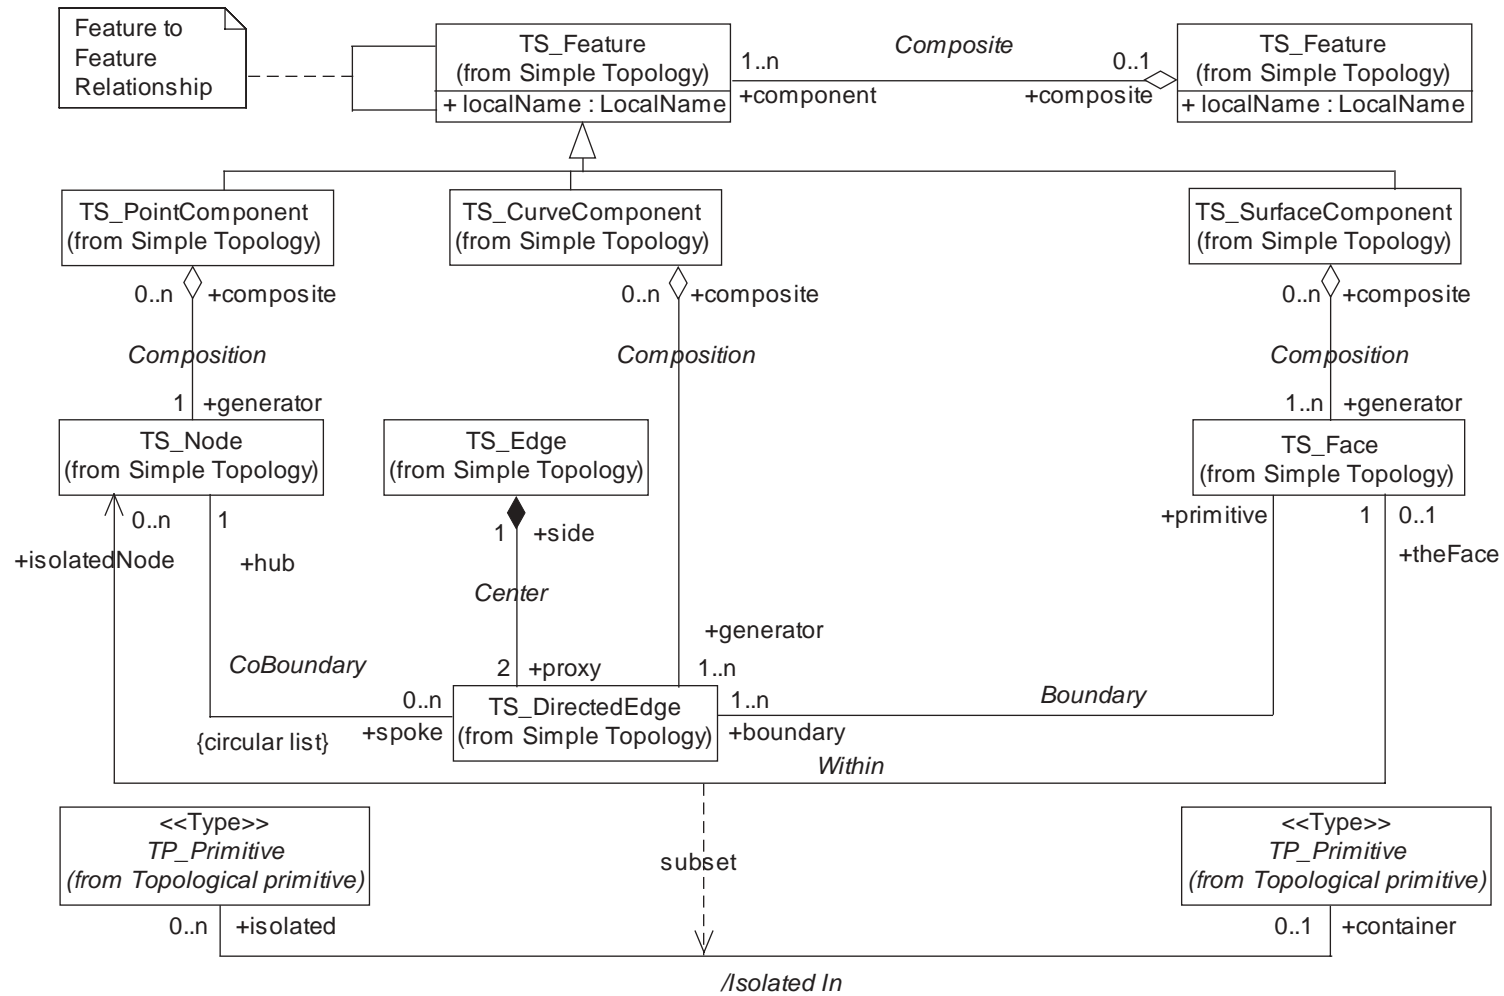 Feature to
Feature
Relationship
TS_Feature
(from Simple Topology)
+ localName : LocalName
1..n
+component
Composite
0..1
+composite
TS_Feature
(from Simple Topology)
+ localName : LocalName
TS_PointComponent
(from Simple Topology)
TS_CurveComponent
(from Simple Topology)
TS_SurfaceComponent
(from Simple Topology)
0..n
+composite
0..n
+composite
0..n
+composite
Composition
Composition
Composition
1
+generator
1..n
+generator
TS_Node
(from Simple Topology)
TS_Edge
(from Simple Topology)
TS_Face
(from Simple Topology)
0..n
+isolatedNode
1
+hub
1
+side
+primitive
1
0..1
+theFace
Center
+generator
1..n
CoBoundary
2
+proxy
0..n
+spoke
{circular list}
TS_DirectedEdge
(from Simple Topology)
1..n
+boundary
Boundary
Within
<<Type>>
TP_Primitive
(from Topological primitive)
subset
<<Type>>
TP_Primitive
(from Topological primitive)
0..n
+isolated
0..1
+container
/Isolated In